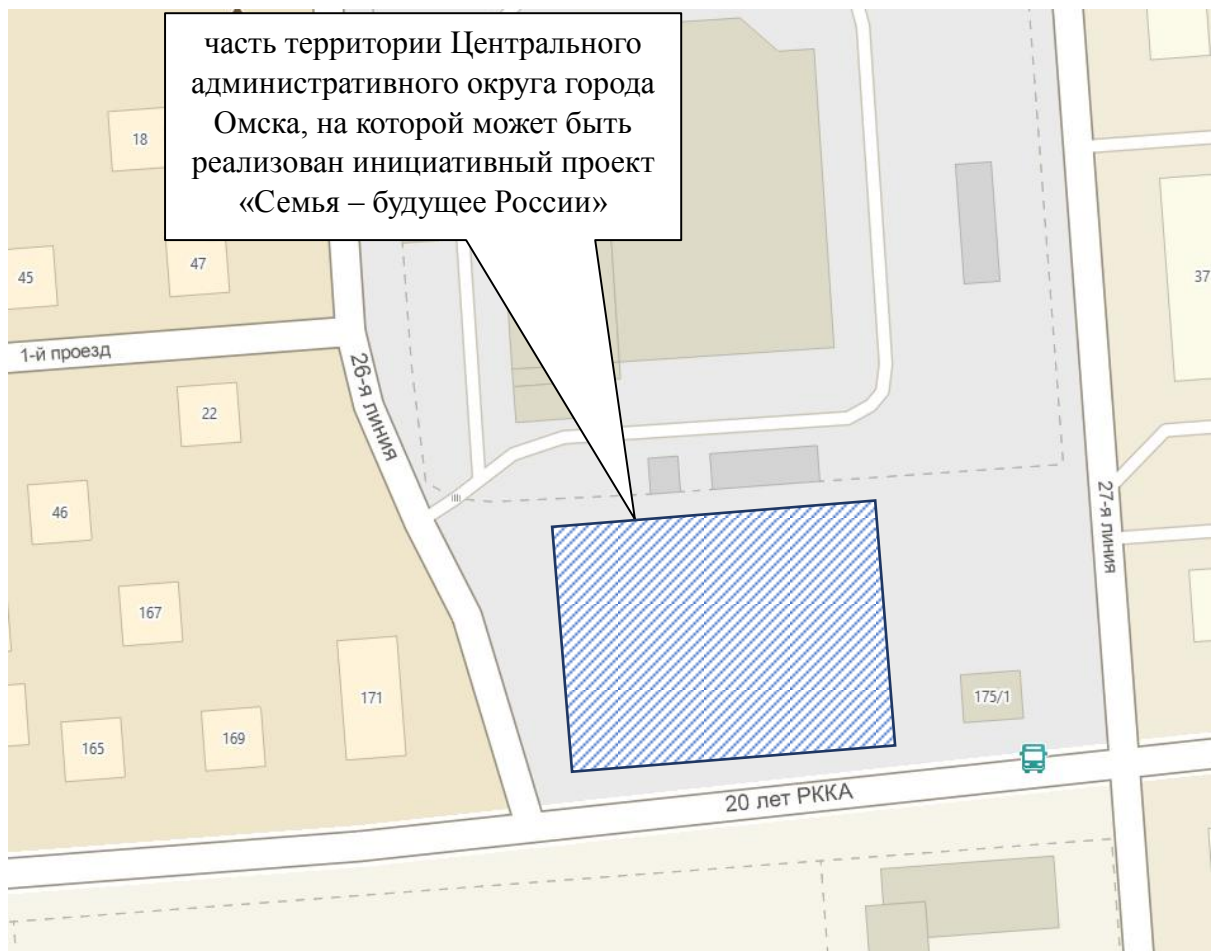 часть территории Центрального
административного округа города
Омска, на которой может быть
реализован инициативный проект
«Семья – будущее России»
18
45
47
37
1-й проезд
26-я линия
22
46
27-я линия
167
171
175/1
165
169
20 лет РККА